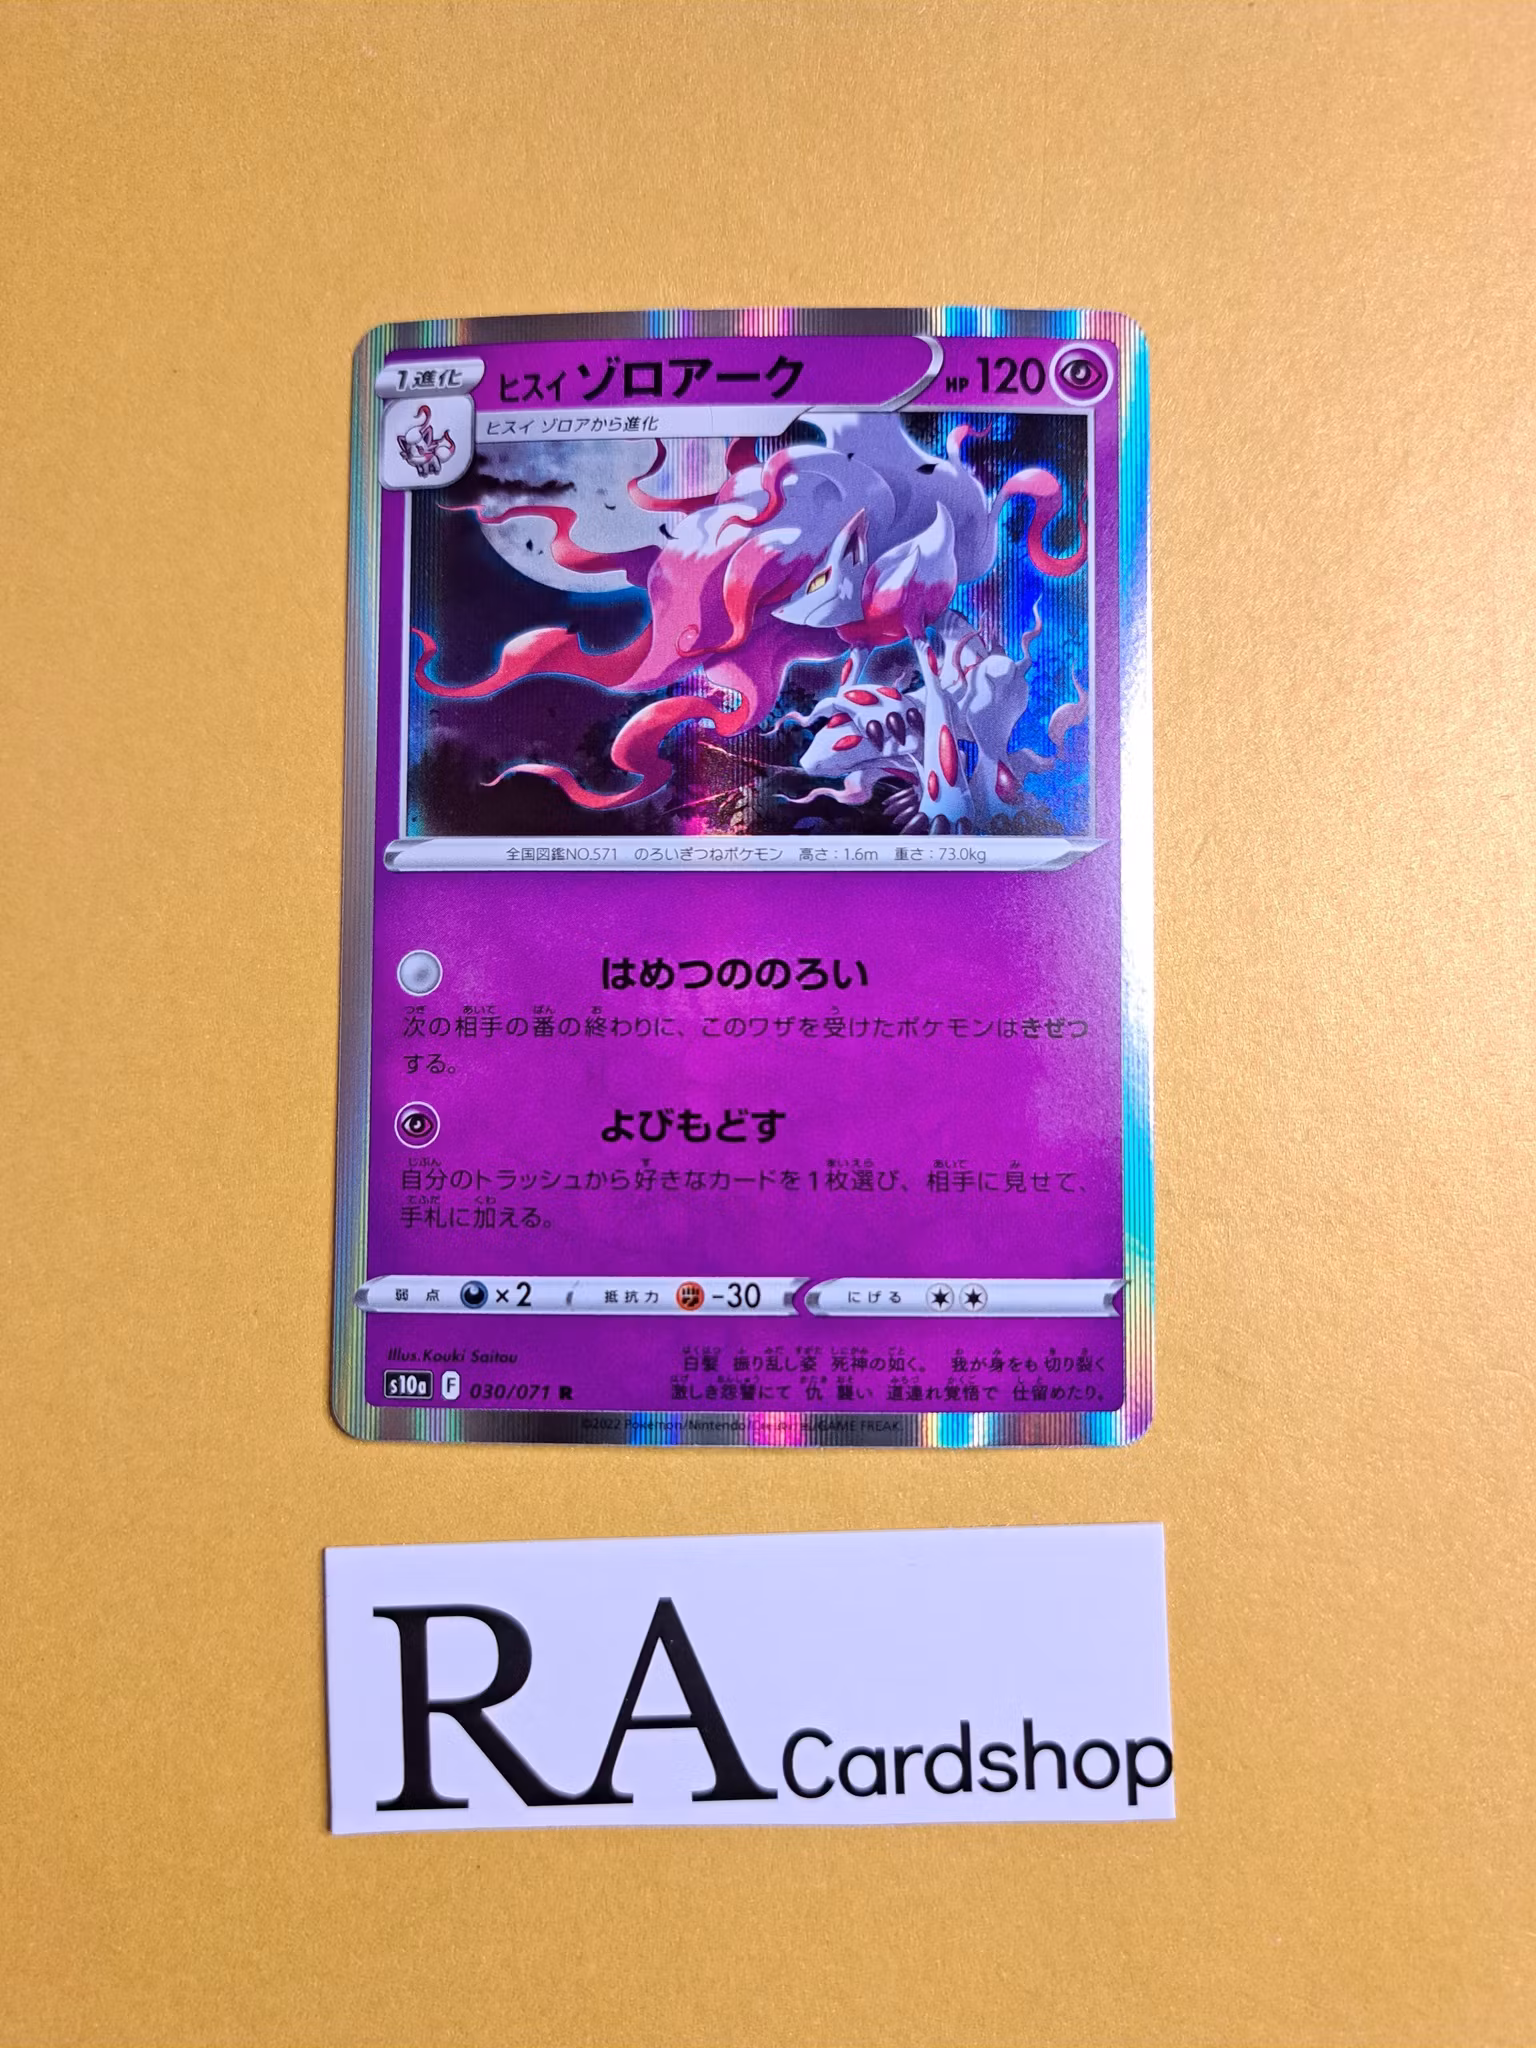 1進化
ヒスイ ゾロアーク
HP 120
ヒスイ ゾロアから進化
全国図鑑NO.571 のろいぎつねポケモン 高さ:1.6m 重さ:73.0kg
はめつののろい
次の相手の番の終わりに、このワザを受けたポケモンはきぜつ
する。
よびもどす
自分のトラッシュから好きなカードを1枚選び、相手に見せて、
手札に加える。
弱点 ×2 抵抗力 -30 にげる
Illus.Kouki Saitou
白髪 振り乱し姿 死神の如く。 我が身をも 切り裂く
激しき怨讐にて 仇 襲い 道連れ覚悟で 仕留めたり。
s10a F 030/071 R
©2022 Pokémon/Nintendo/Creatures/GAME FREAK.
RA Cardshop